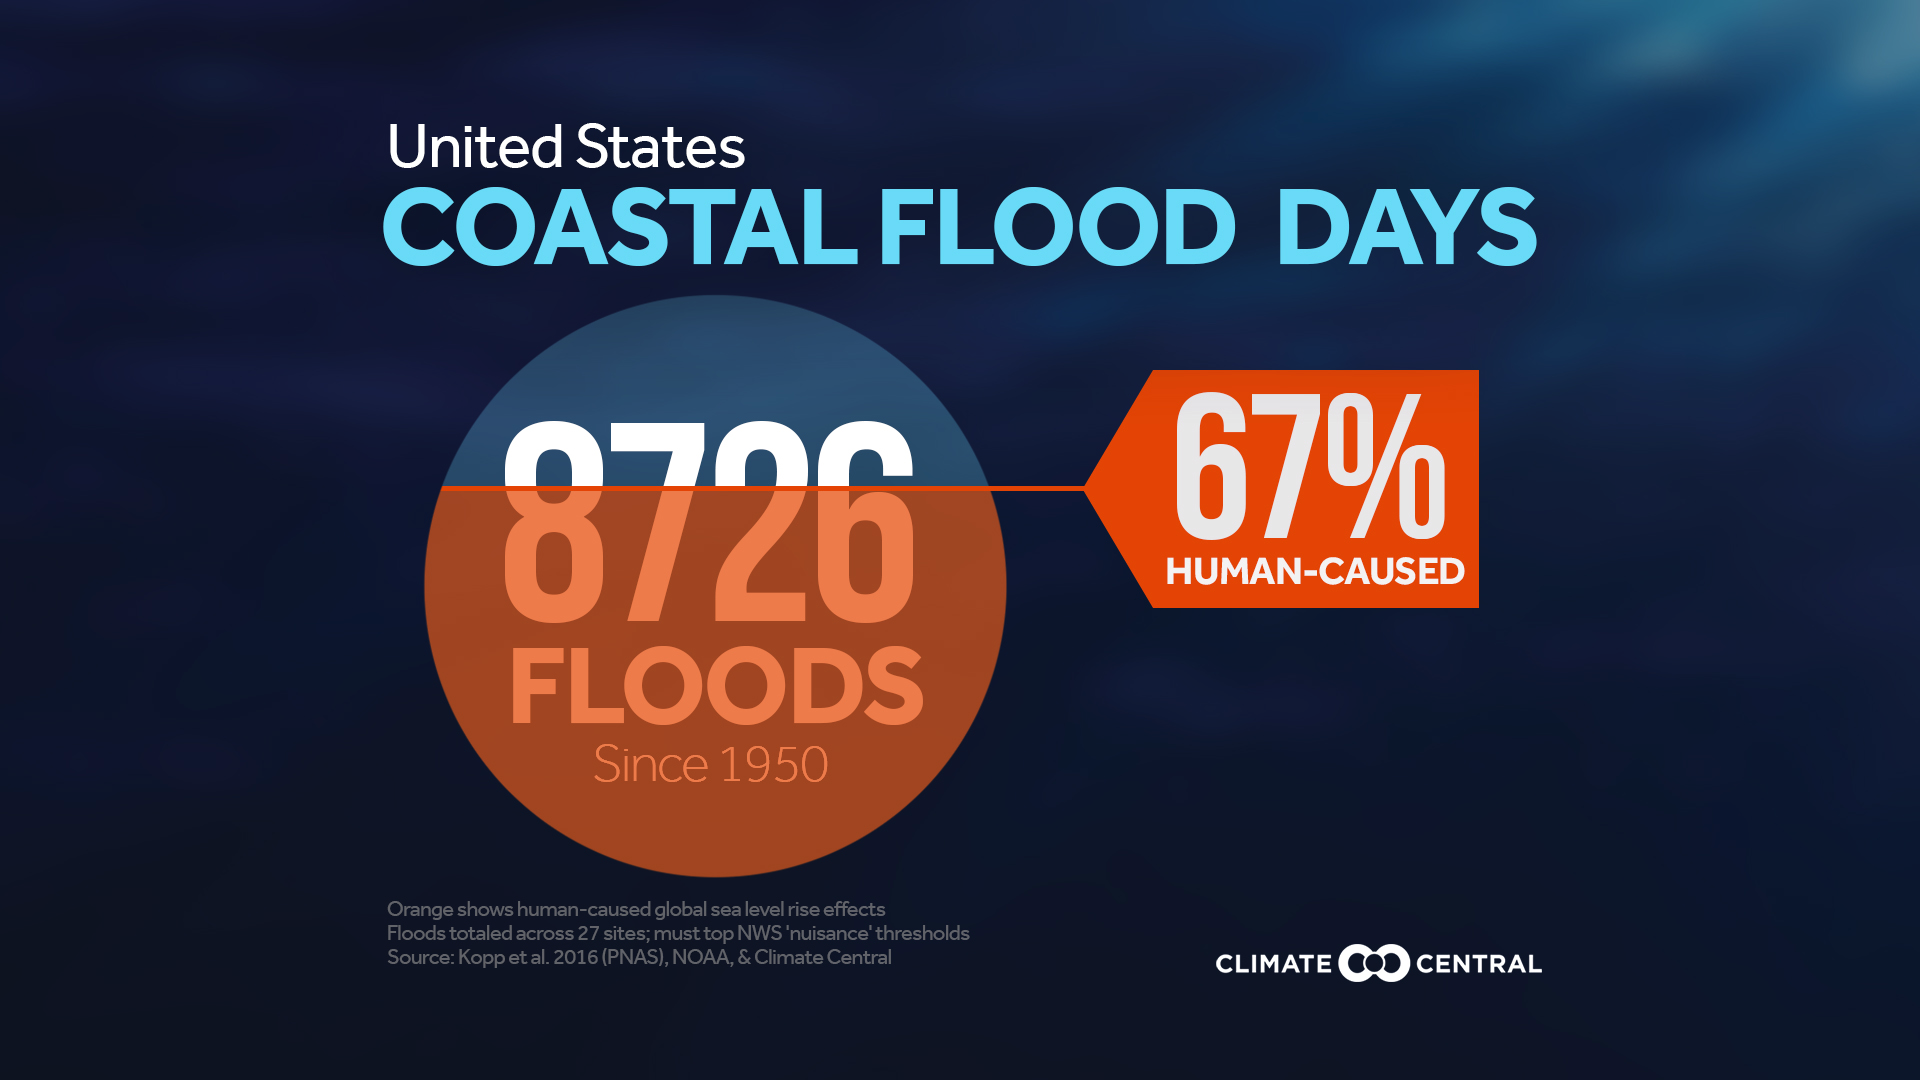 United States
COASTAL FLOOD DAYS
8726
FLOODS
Since 1950
67%
HUMAN-CAUSED
Orange shows human-caused global sea level rise effects
Floods totaled across 27 sites; must top NWS 'nuisance' thresholds
Source: Kopp et al. 2016 (PNAS), NOAA, & Climate Central
CLIMATE CENTRAL